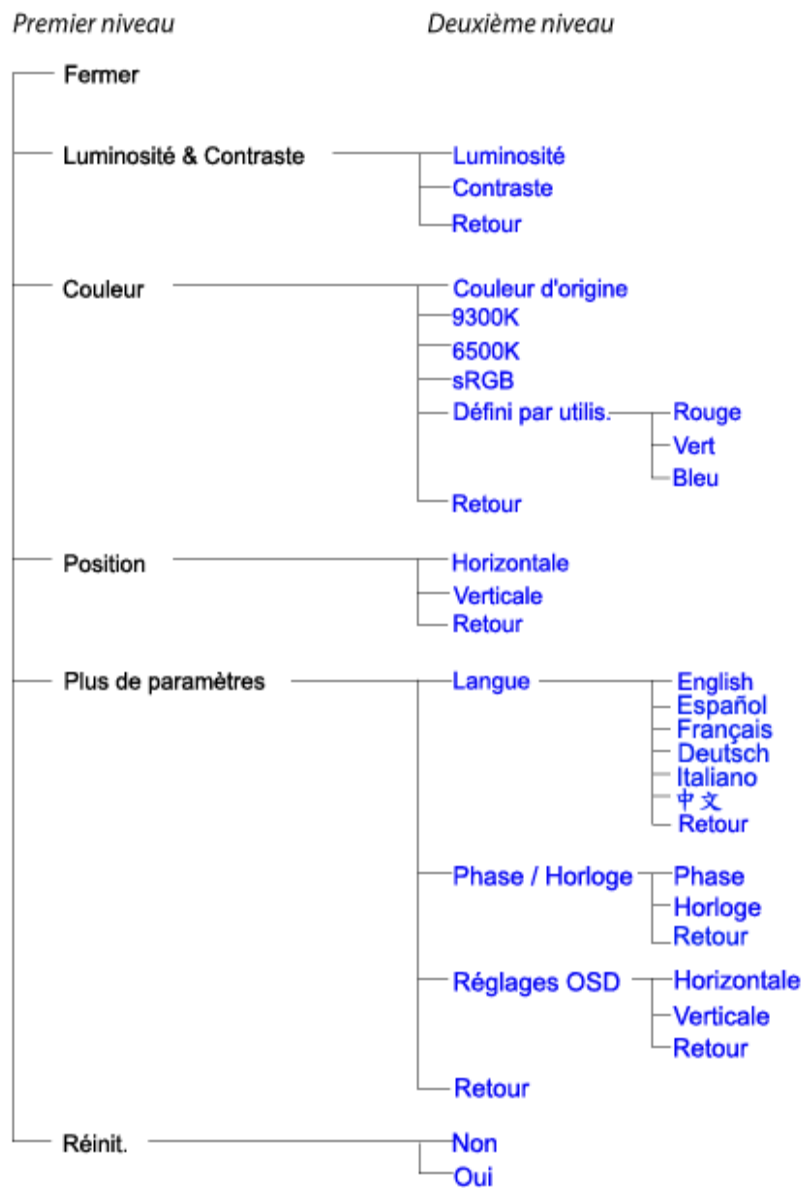 Premier niveau Deuxième niveau
Fermer
Luminosité & Contraste Luminosité
Contraste
Retour
Couleur Couleur d'origine
9300K
6500K
sRGB
Défini par utilis. Rouge
Vert
Bleu
Retour
Position Horizontale
Verticale
Retour
Plus de paramètres Langue English
Español
Français
Deutsch
Italiano
中文
Retour
Phase / Horloge Phase
Horloge
Retour
Réglages OSD Horizontale
Verticale
Retour
Retour
Réinit. Non
Oui